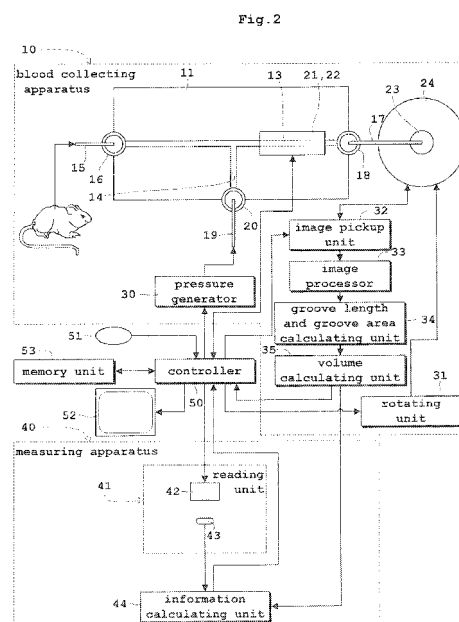 Fig.2
10
blood collecting
apparatus
11
13
21,22
23
24
17
15
16
14
18
20
19
32
image pickup
unit
33
image
processor
30
pressure
generator
groove length
and groove area
calculating unit
34
51
53
memory unit
controller
50
35
volume
calculating unit
31
rotating
unit
52
40
measuring apparatus
41
reading
unit
42
43
44
information
calculating unit